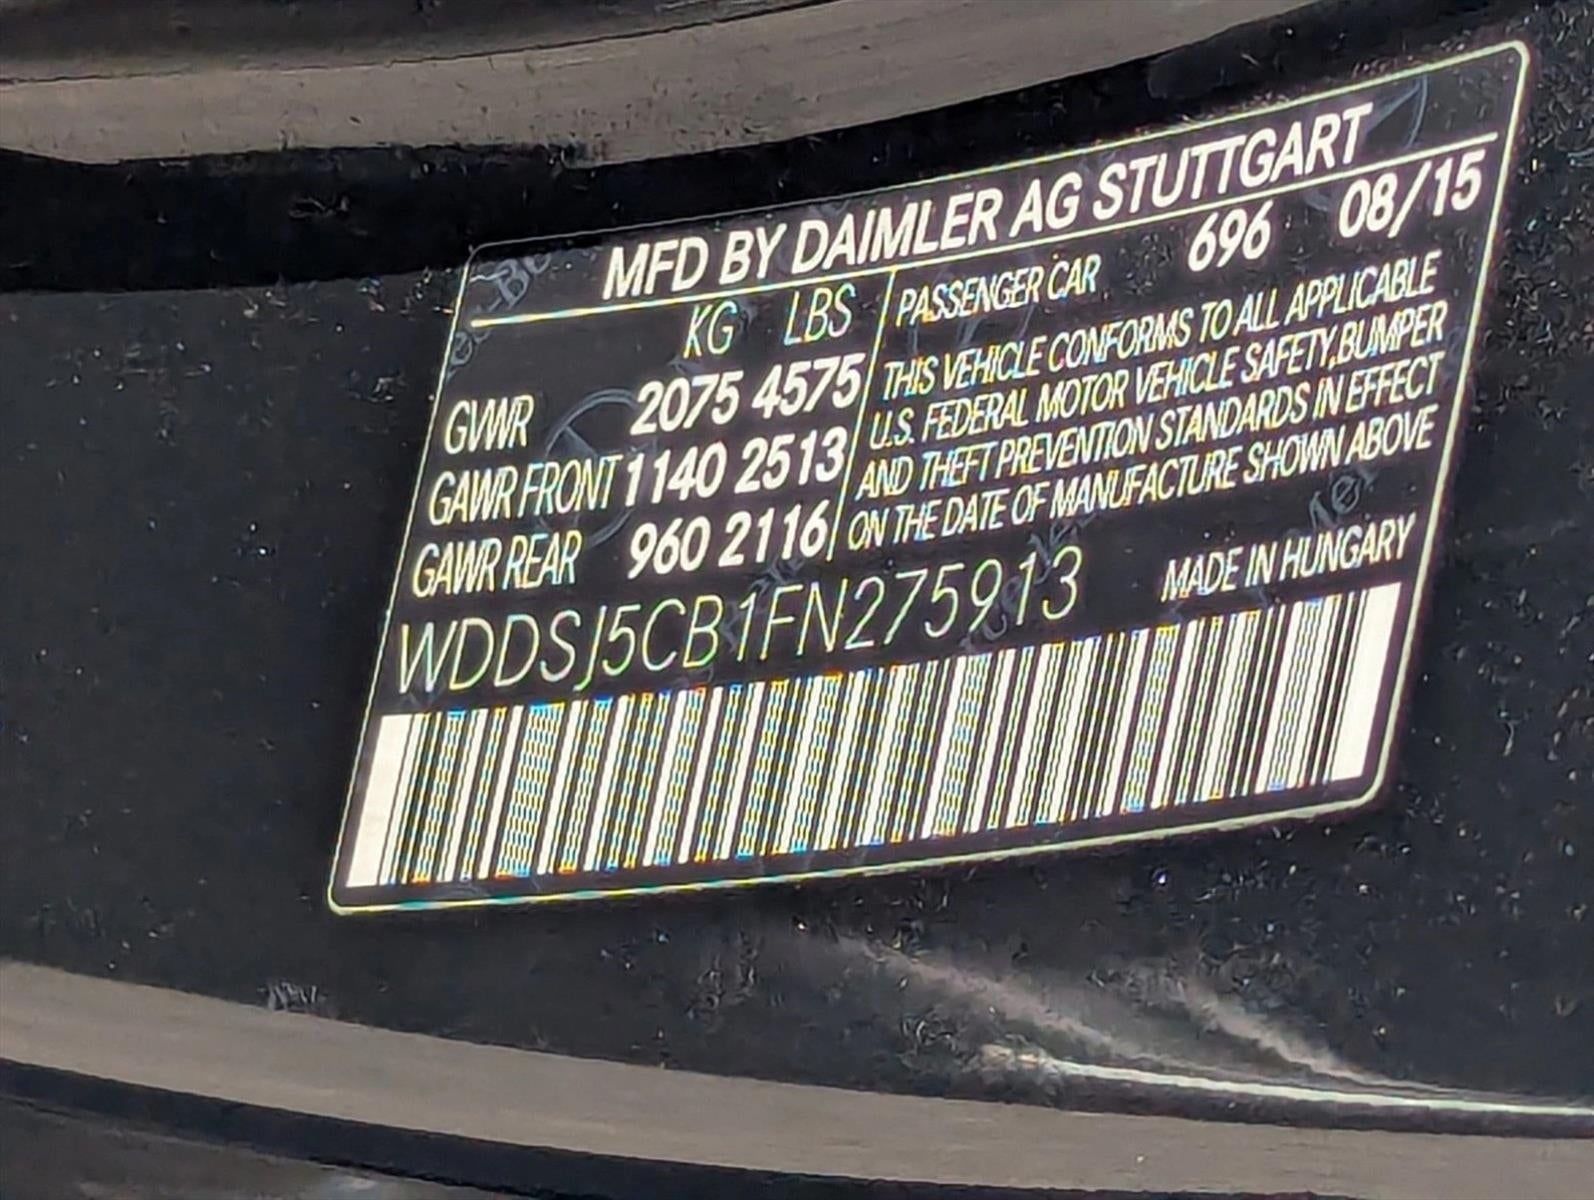 MFD BY DAIMLER AG STUTTGART
KG LBS
GVWR 2075 4575
GAWR FRONT 1140 2513
GAWR REAR 960 2116
PASSENGER CAR 696 08/15
THIS VEHICLE CONFORMS TO ALL APPLICABLE
U.S. FEDERAL MOTOR VEHICLE SAFETY,BUMPER
AND THEFT PREVENTION STANDARDS IN EFFECT
ON THE DATE OF MANUFACTURE SHOWN ABOVE
WDDSJ5CB1FN275913
MADE IN HUNGARY